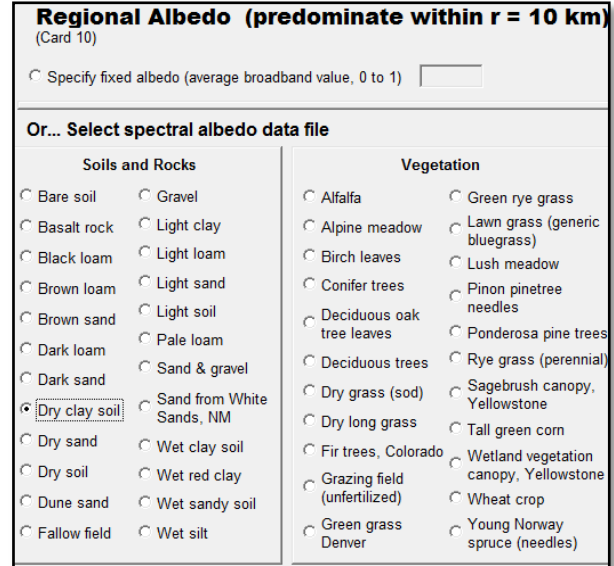 Regional Albedo (predominate within r = 10 km)
(Card 10)
Specify fixed albedo (average broadband value, 0 to 1)
Or... Select spectral albedo data file
Soils and Rocks
Bare soil
Basalt rock
Black loam
Brown loam
Brown sand
Dark loam
Dark sand
Dry clay soil
Dry sand
Dry soil
Dune sand
Fallow field
Gravel
Light clay
Light loam
Light sand
Light soil
Pale loam
Sand & gravel
Sand from White
Sands, NM
Wet clay soil
Wet red clay
Wet sandy soil
Wet silt
Vegetation
Alfalfa
Alpine meadow
Birch leaves
Conifer trees
Deciduous oak
tree leaves
Deciduous trees
Dry grass (sod)
Dry long grass
Fir trees, Colorado
Grazing field
(unfertilized)
Green grass
Denver
Green rye grass
Lawn grass (generic
bluegrass)
Lush meadow
Pinon pinetree
needles
Ponderosa pine trees
Rye grass (perennial)
Sagebrush canopy,
Yellowstone
Tall green corn
Wetland vegetation
canopy, Yellowstone
Wheat crop
Young Norway
spruce (needles)